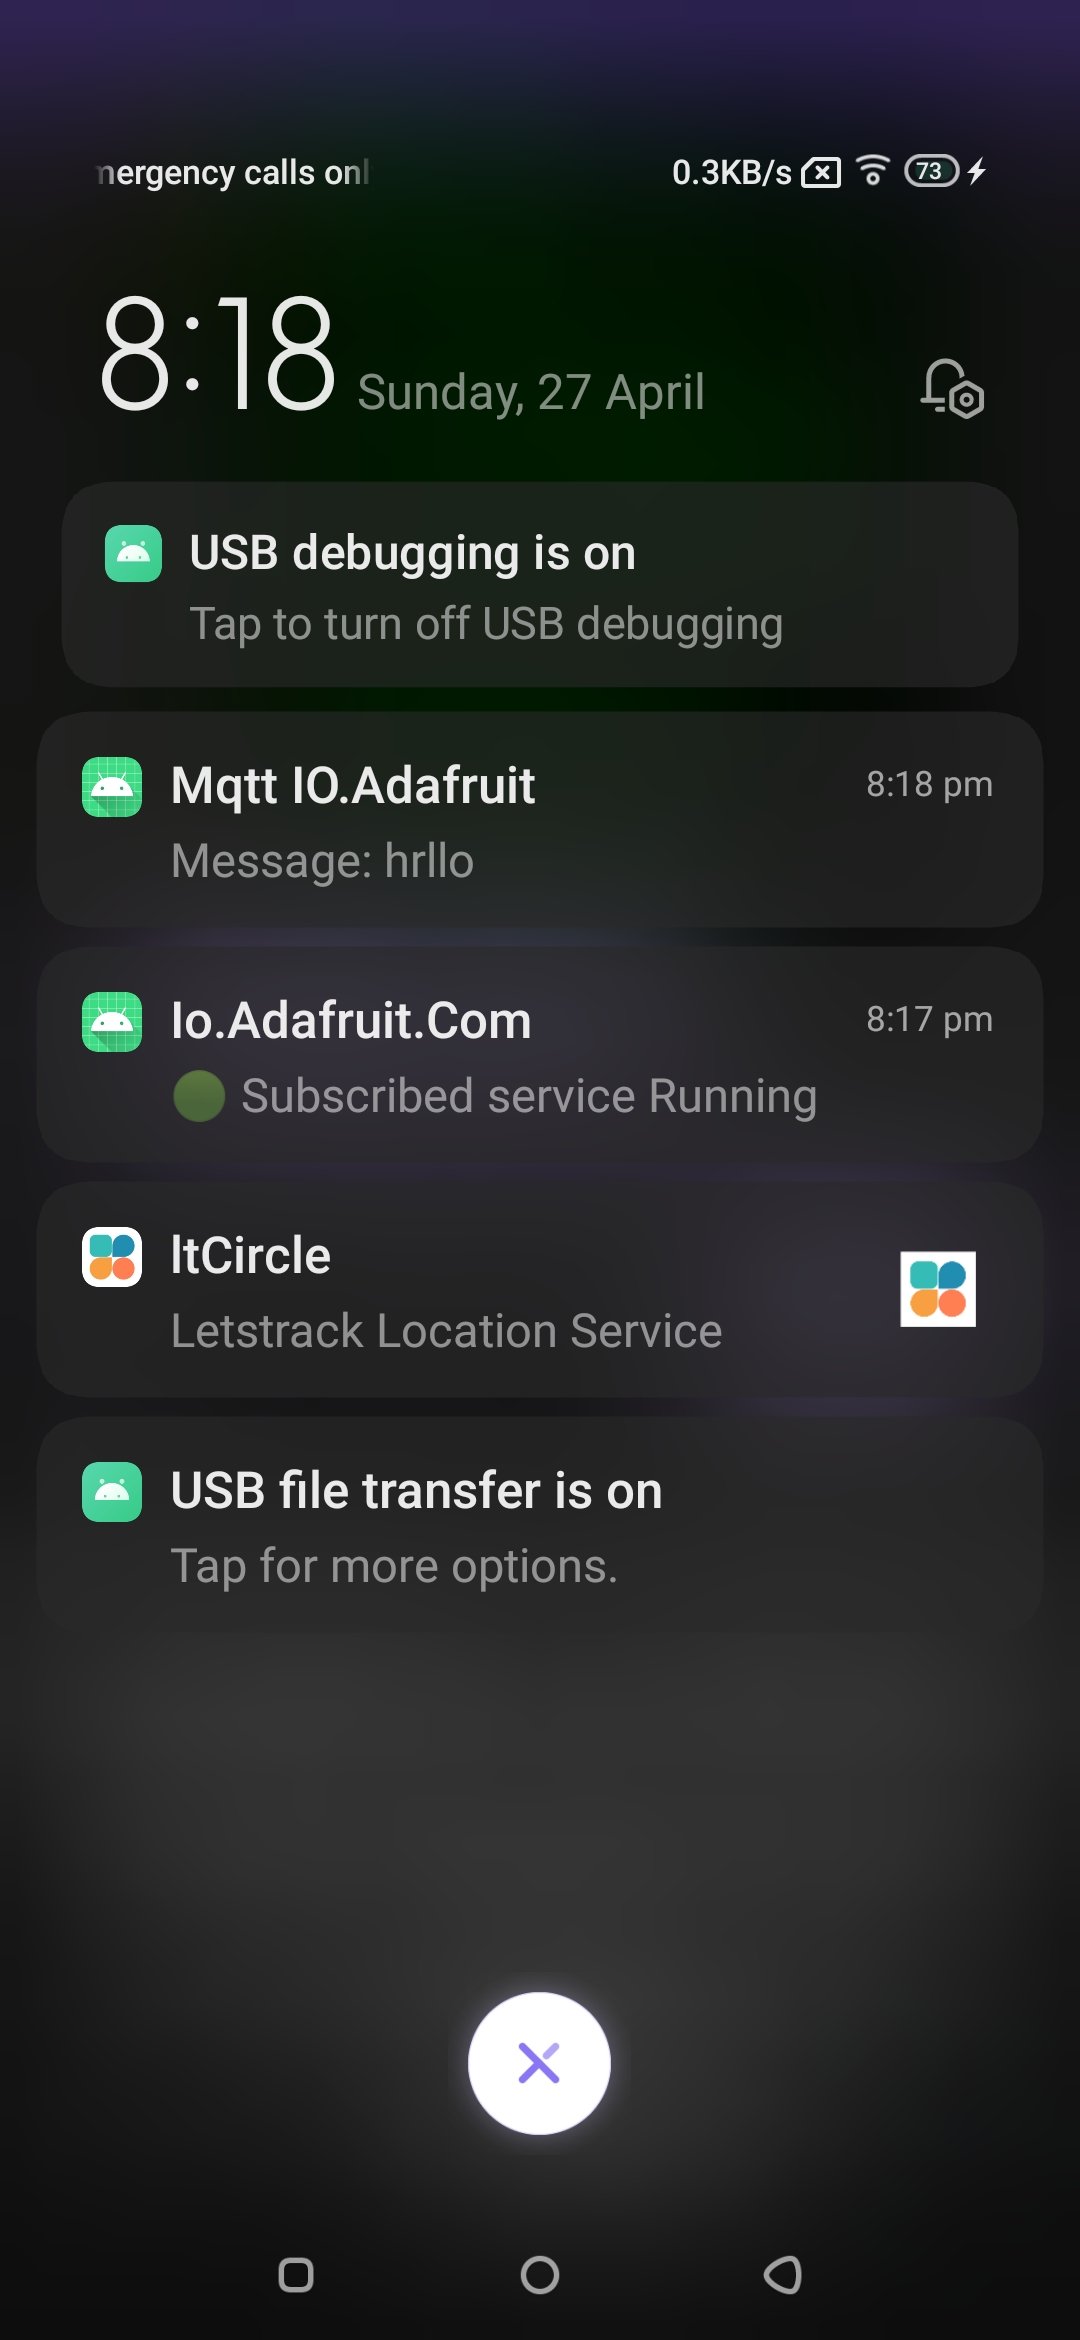 mergency calls onl
0.3KB/s 73
8:18 Sunday, 27 April
USB debugging is on
Tap to turn off USB debugging
Mqtt IO.Adafruit 8:18 pm
Message: hrllo
Io.Adafruit.Com 8:17 pm
Subscribed service Running
ltCircle
Letstrack Location Service
USB file transfer is on
Tap for more options.